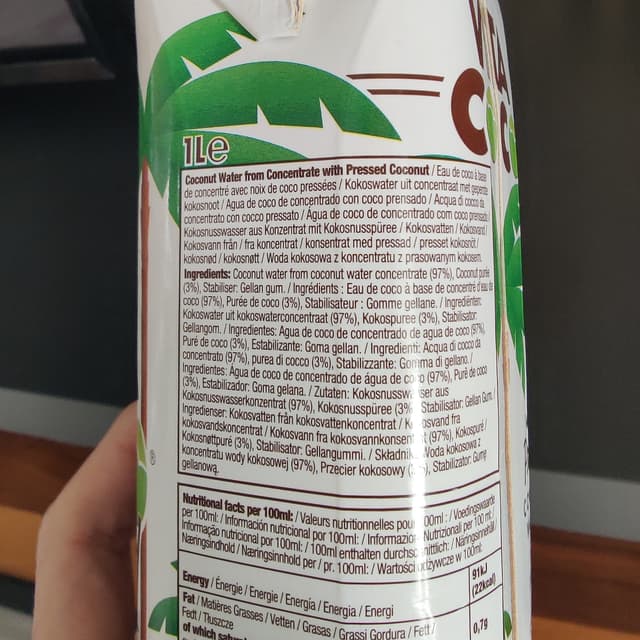 VITA
COCO
1Le
Coconut Water from Concentrate with Pressed Coconut / Eau de coco à base
de concentré avec noix de coco pressées / Kokoswater uit concentraat met geperste
kokosnoot / Agua de coco de concentrado con coco prensado / Acqua di cocco da
concentrato con cocco pressato / Água de coco de concentrado com coco prensado /
Kokosnusswasser aus Konzentrat mit Kokosnusspüree / Kokosvatten / Kokosvand /
Kokosvann från / fra koncentrat / konsentrat med pressad / presset kokosnöt /
kokosnød / kokosnøtt / Woda kokosowa z koncentratu z prasowanym kokosem.
Ingredients: Coconut water from coconut water concentrate (97%), Coconut purée
(3%), Stabiliser: Gellan gum. / Ingrédients : Eau de coco à base de concentré d'eau de
coco (97%), Purée de coco (3%), Stabilisateur : Gomme gellane. / Ingrediënten:
Kokoswater uit kokoswaterconcentraat (97%), Kokospuree (3%), Stabilisator:
Gellangom. / Ingredientes: Agua de coco de concentrado de agua de coco (97%),
Puré de coco (3%), Estabilizante: Goma gellan. / Ingredienti: Acqua di cocco da
concentrato (97%), purea di cocco (3%), Stabilizzante: Gomma di gellano. /
Ingredientes: Água de coco de concentrado de água de coco (97%), Purê de coco
(3%), Estabilizador: Goma gelana. / Zutaten: Kokosnusswasser aus
Kokosnusswasserkonzentrat (97%), Kokosnusspüree (3% Stabilisator: Gellan Gum. /
Ingredienser: Kokosvatten från kokosvattenkoncentrat / Kokosvand fra
kokosvandskoncentrat / Kokosvann fra kokosvannkonsentrat (97%), Kokospuré /
Kokosnøttpuré (3%), Stabilisator: Gellangummi. / Składniki: Woda kokosowa z
koncentratu wody kokosowej (97%), Przecier kokosowy Stabilizator: Guma
gellanową.
Nutritional facts per 100ml: / Valeurs nutritionnelles pour 100ml : / Voedingswaarde
per 100ml: / Información nutricional por 100ml: / Informazioni Nutrizionali per 100 ml: /
Informação nutricional por 100ml: / 100ml enthalten durchschnittlich: / Näringsinnehåll /
Næringsindhold / Næringsinnhold per / pr. 100ml: / Wartości odżywcze w 100ml:
Energy / Énergie / Energie / Energía / Energia / Energi 91kJ
(22kcal)
Fat / Matières Grasses / Vetten / Grasas / Grassi Gordura / Fett /
Fedt / Tłuszcze 0,7g
of which